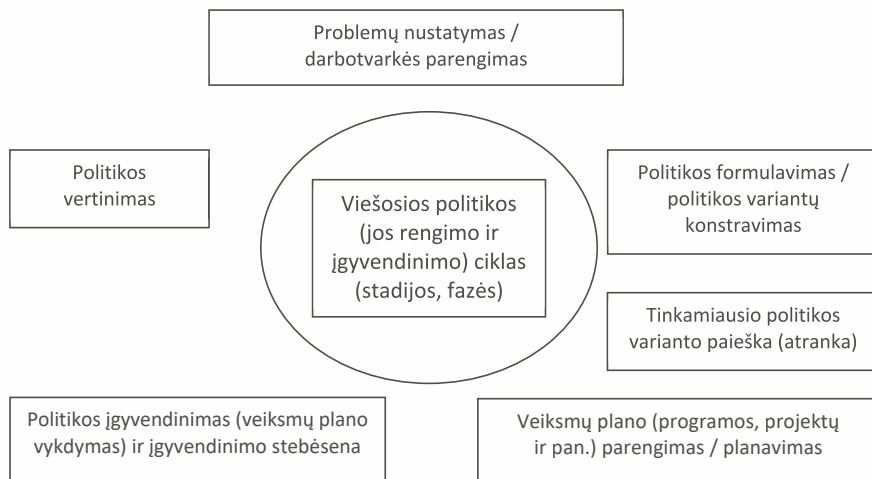 Problemų nustatymas /
darbotvarkės parengimas
Politikos
vertinimas
Viešosios politikos
(jos rengimo ir
įgyvendinimo) ciklas
(stadijos, fazės)
Politikos formulavimas /
politikos variantų
konstravimas
Tinkamiausio politikos
varianto paieška (atranka)
Politikos įgyvendinimas (veiksmų plano
vykdymas) ir įgyvendinimo stebėsena
Veiksmų plano (programos, projektų
ir pan.) parengimas / planavimas